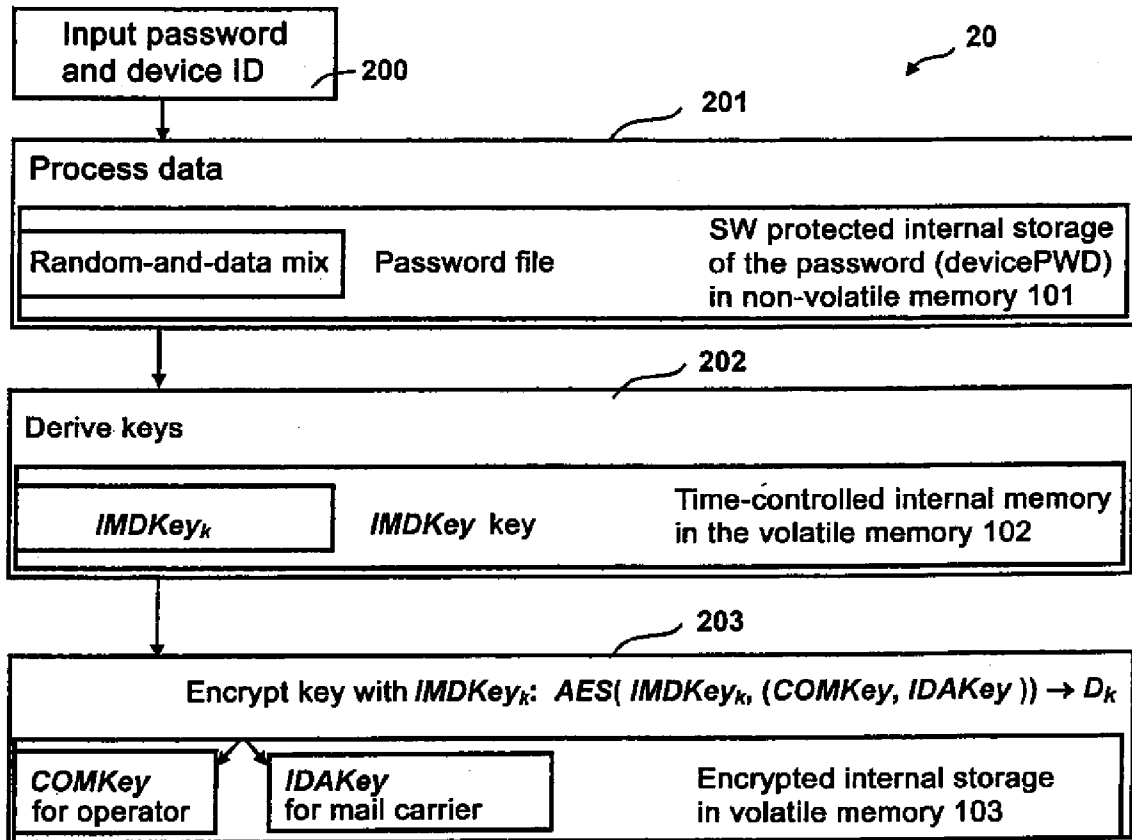 Input password
and device ID
200
20
201
Process data
Random-and-data mix
Password file
SW protected internal storage
of the password (devicePWD)
in non-volatile memory 101
202
Derive keys
IMDKeyk
IMDKey key
Time-controlled internal memory
in the volatile memory 102
203
Encrypt key with IMDKeyk: AES( IMDKeyk, (COMKey, IDAKey )) → Dk
COMKey
for operator
IDAKey
for mail carrier
Encrypted internal storage
in volatile memory 103